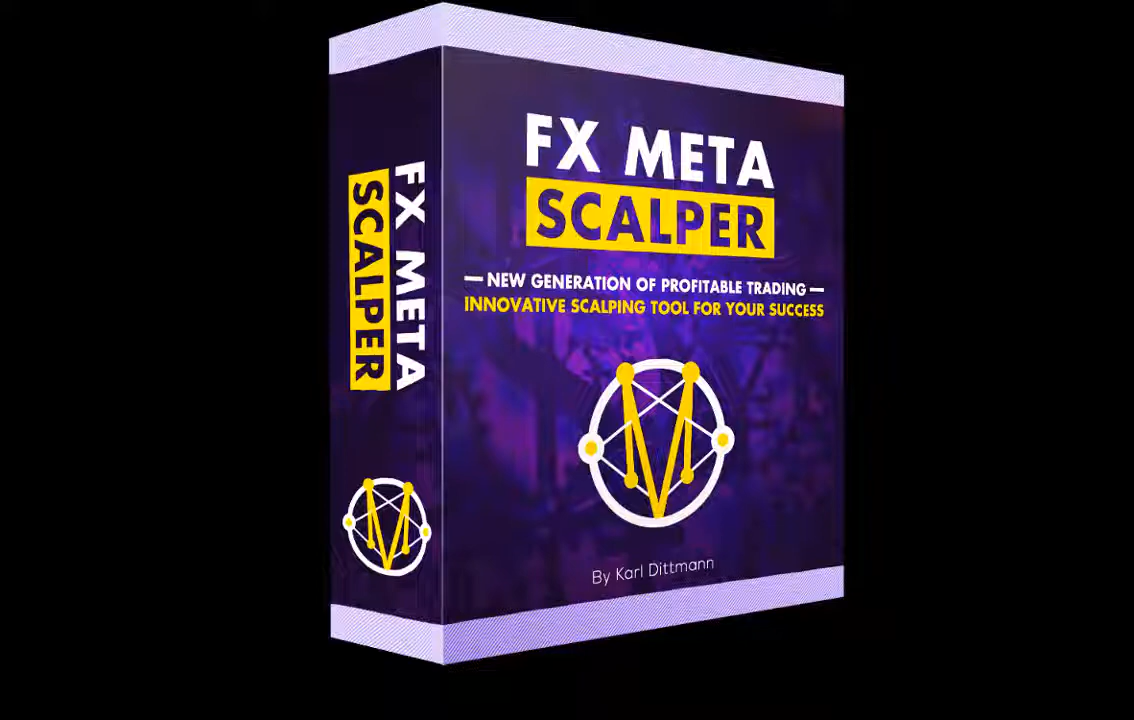 FX META
SCALPER
— NEW GENERATION OF PROFITABLE TRADING —
INNOVATIVE SCALPING TOOL FOR YOUR SUCCESS
By Karl Dittmann
FX META
SCALPER